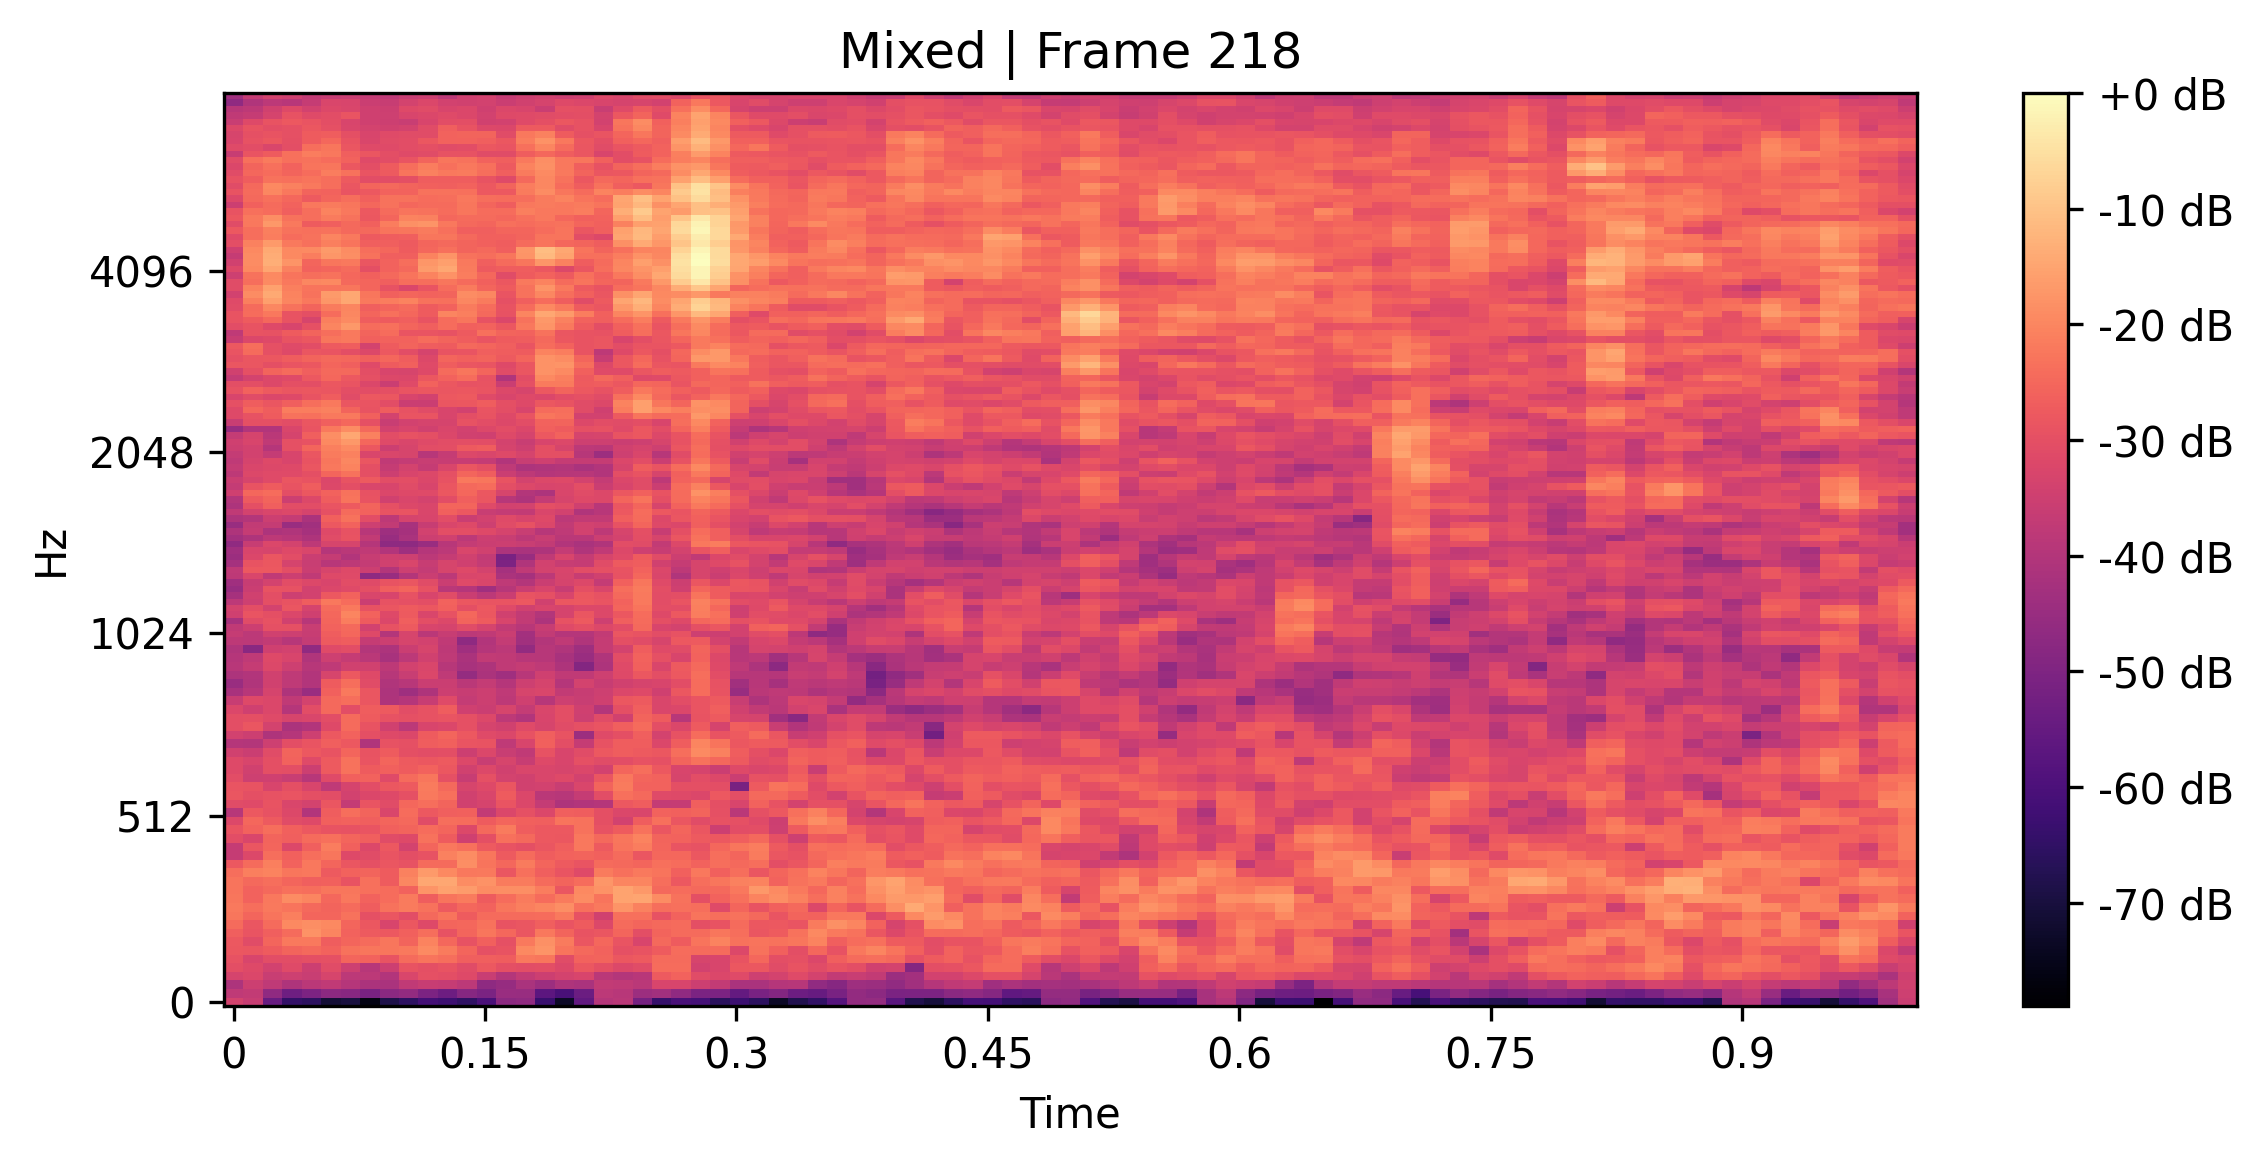 Mixed | Frame 218
+0 dB
-10 dB
-20 dB
-30 dB
-40 dB
-50 dB
-60 dB
-70 dB
Hz
4096
2048
1024
512
0
0 0.15 0.3 0.45 0.6 0.75 0.9
Time